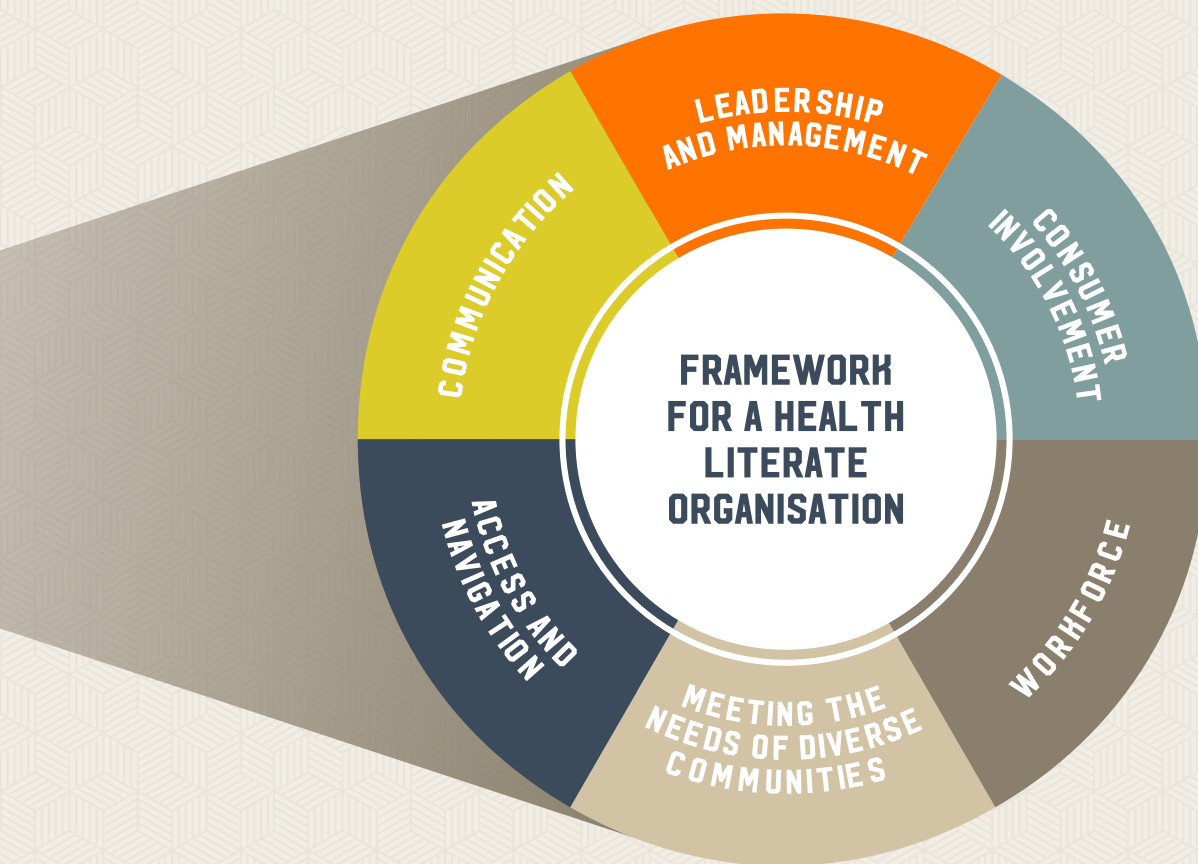 LEADERSHIP
AND MANAGEMENT
CONSUMER
INVOLVEMENT
WORKFORCE
MEETING THE
NEEDS OF DIVERSE
COMMUNITIES
ACCESS AND
NAVIGATION
COMMUNICATION
FRAMEWORK
FOR A HEALTH
LITERATE
ORGANISATION